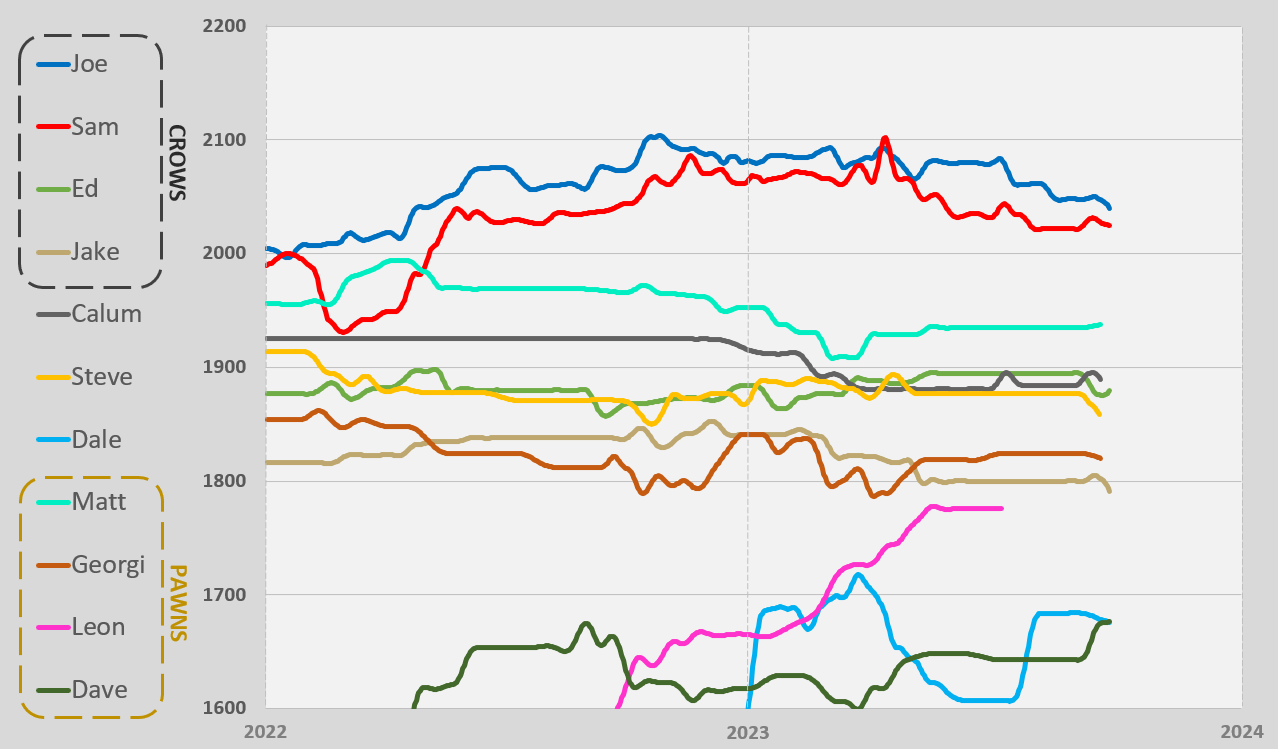 2200
2100
2000
1900
1800
1700
1600
2022
2023
2024
Joe
Sam
Ed
Jake
CROWS
Calum
Steve
Dale
Matt
Georgi
Leon
Dave
PAWNS